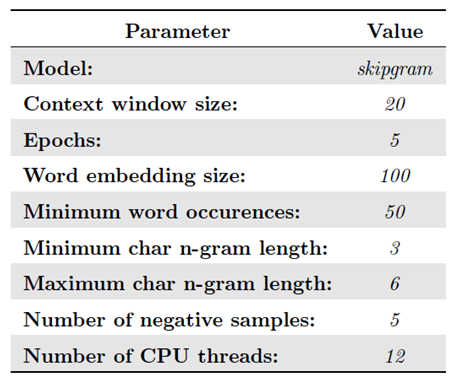 Parameter Value
Model: skipgram
Context window size: 20
Epochs: 5
Word embedding size: 100
Minimum word occurences: 50
Minimum char n-gram length: 3
Maximum char n-gram length: 6
Number of negative samples: 5
Number of CPU threads: 12